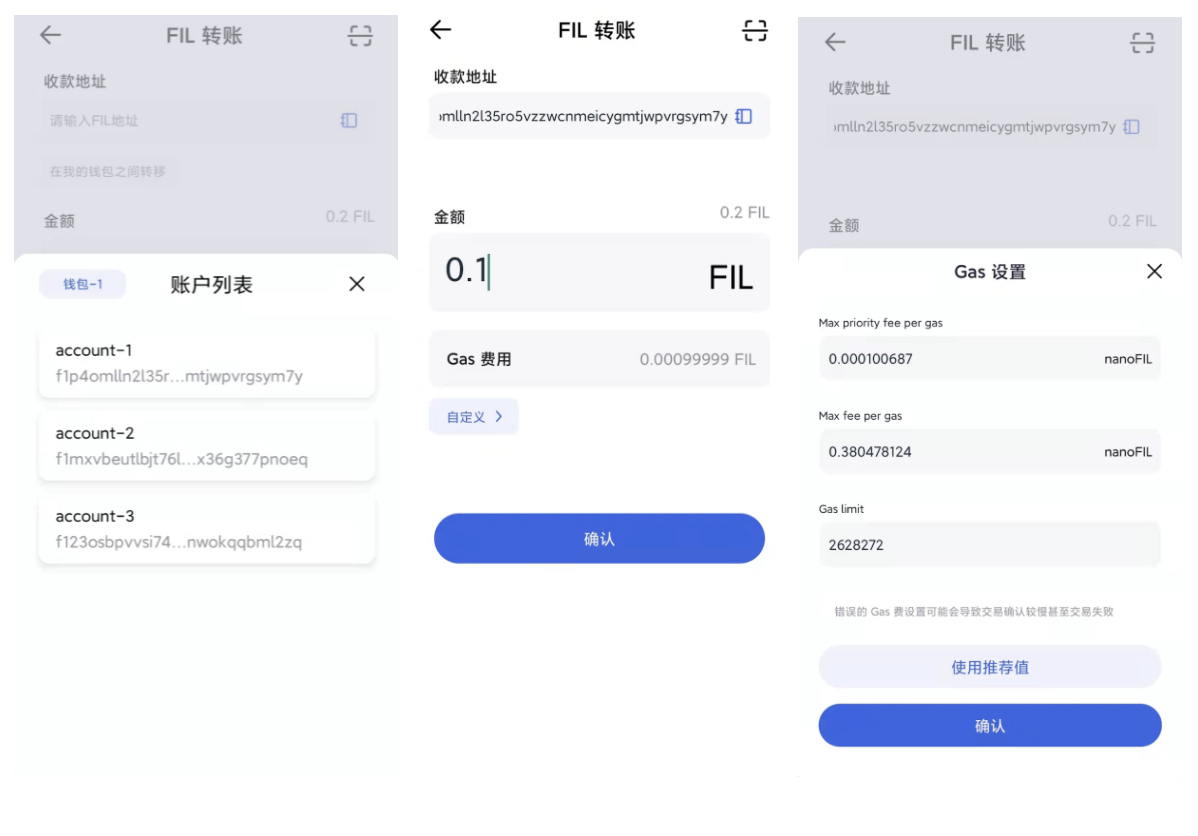 FIL 转账
收款地址
请输入FIL地址
在我的钱包之间转移
金额
0.2 FIL
钱包-1
账户列表
account-1
f1p4omlln2l35r...mtjwpvrgsym7y
account-2
f1mxvbeutlbjt76l...x36g377pnoeq
account-3
f123osbpvvsi74...nwokqqbml2zq
FIL 转账
收款地址
omlln2l35ro5vzzwcnmeicygmtjwpvrgsym7y
金额
0.2 FIL
0.1
FIL
Gas 费用
0.00099999 FIL
自定义
确认
FIL 转账
收款地址
mlln2l35ro5vzzwcnmeicygmtjwpvrgsym7y
金额
0.2 FIL
Gas 设置
Max priority fee per gas
0.000100687
nanoFIL
Max fee per gas
0.380478124
nanoFIL
Gas limit
2628272
错误的 Gas 费设置可能会导致交易确认较慢甚至交易失败
使用推荐值
确认